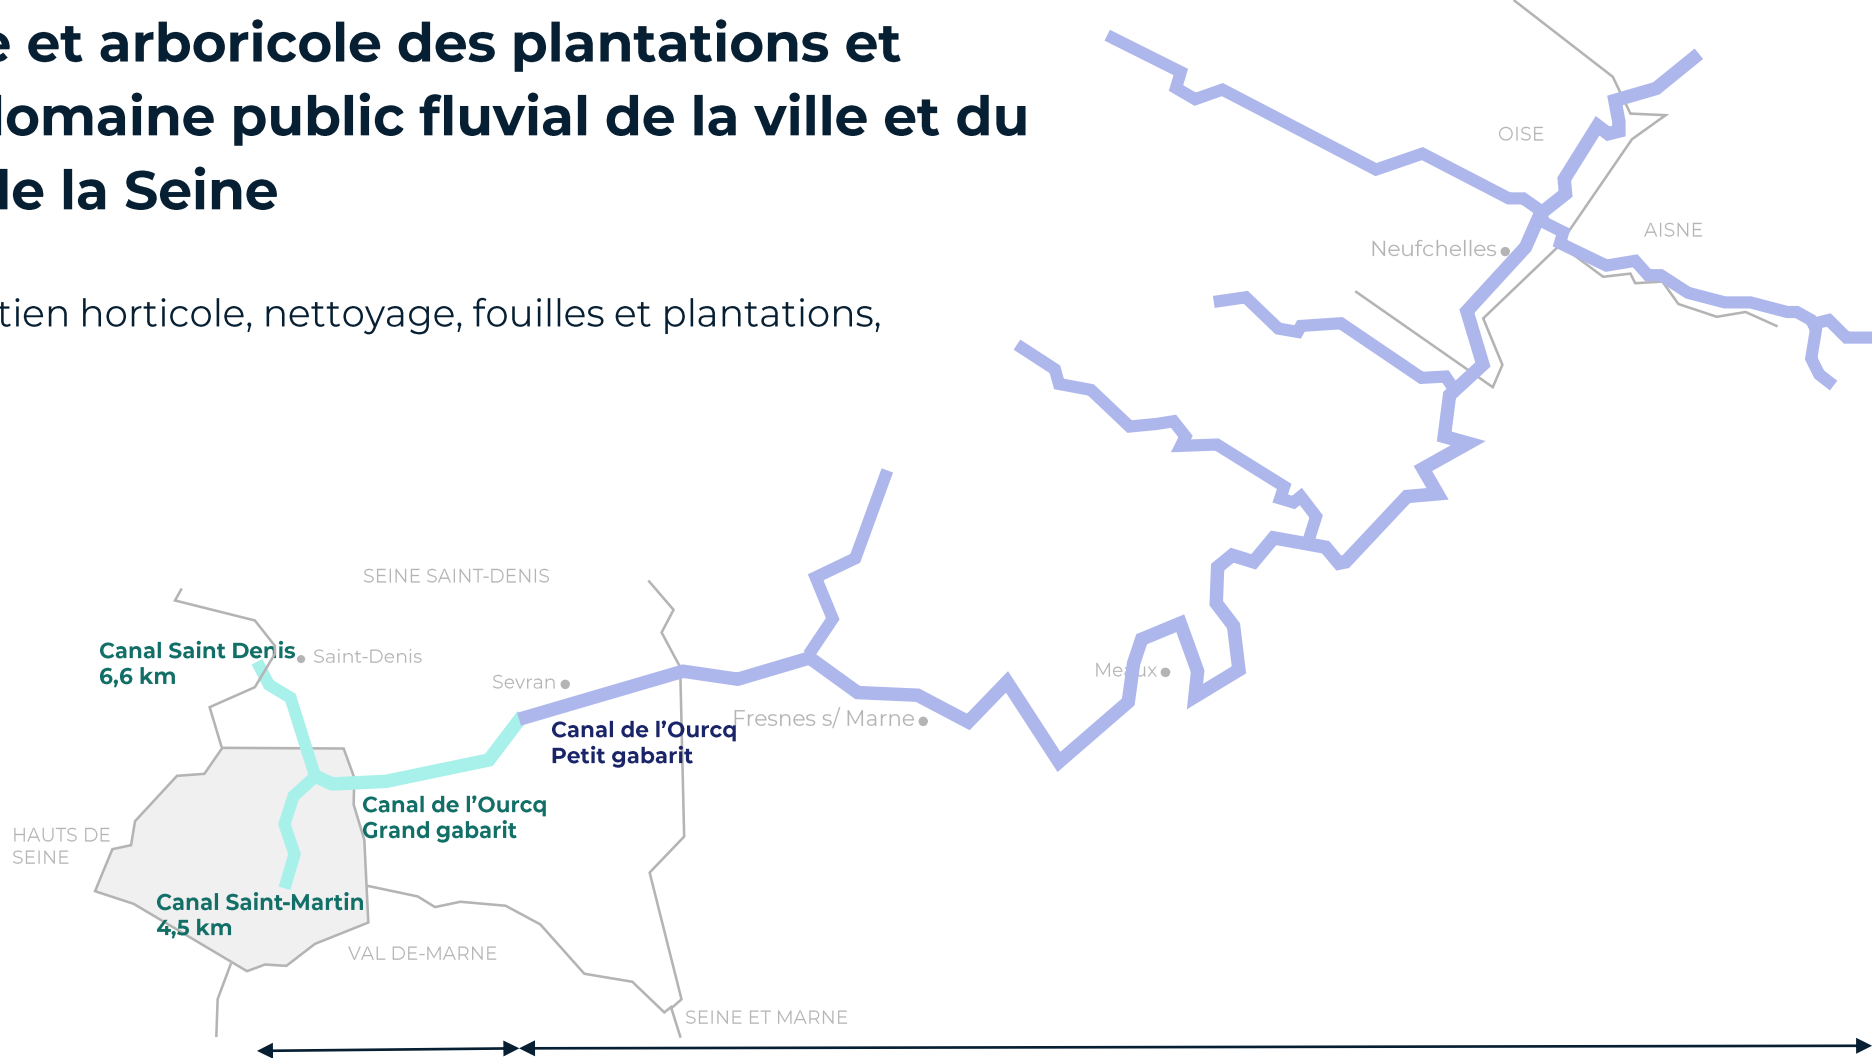 e et arboricole des plantations et
domaine public fluvial de la ville et du
de la Seine
tien horticole, nettoyage, fouilles et plantations,
OISE
AISNE
Neufchelles
SEINE SAINT-DENIS
Canal Saint Denis
6,6 km
Saint-Denis
Sevran
Meaux
Fresnes s/ Marne
Canal de l’Ourcq
Petit gabarit
Canal de l’Ourcq
Grand gabarit
HAUTS DE
SEINE
Canal Saint-Martin
4,5 km
VAL DE-MARNE
SEINE ET MARNE